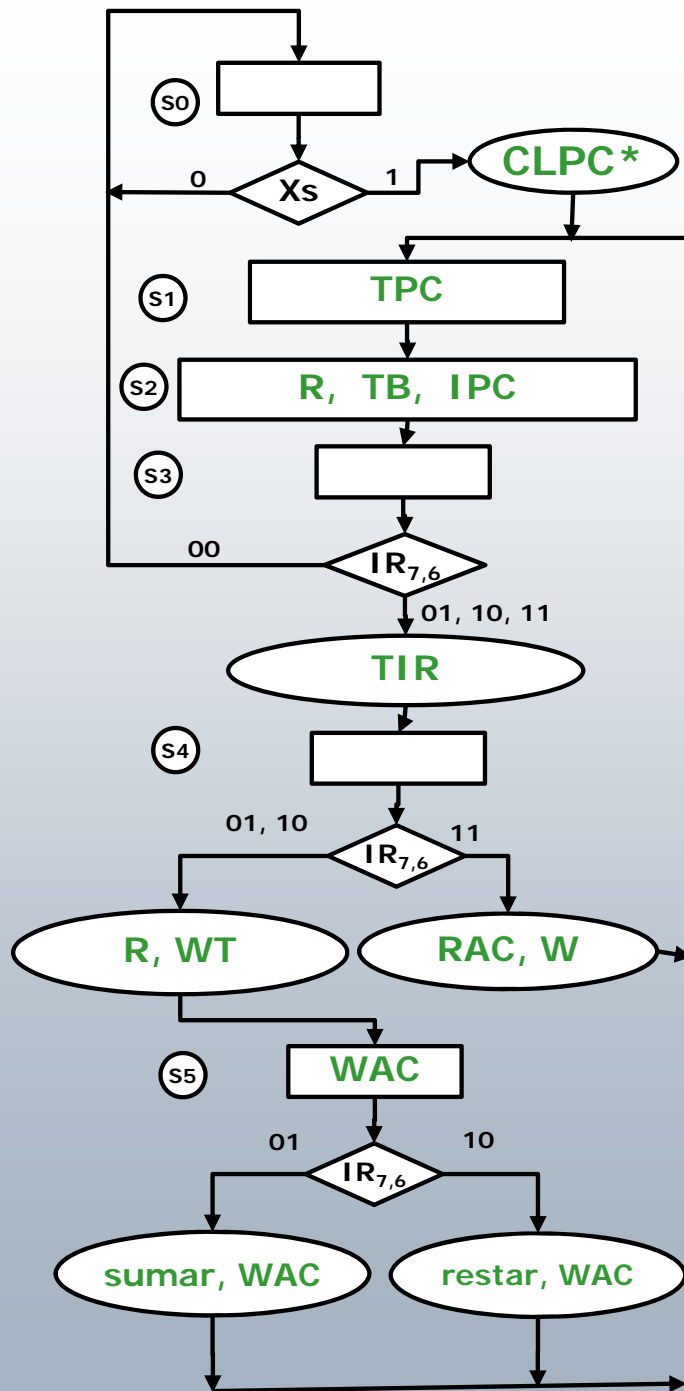 S0
0
Xs
1
CLPC*
S1
TPC
S2
R, TB, IPC
S3
00
IR7,6
01, 10, 11
TIR
S4
01, 10
IR7,6
11
R, WT
RAC, W
S5
WAC
01
IR7,6
10
sumar, WAC
restar, WAC